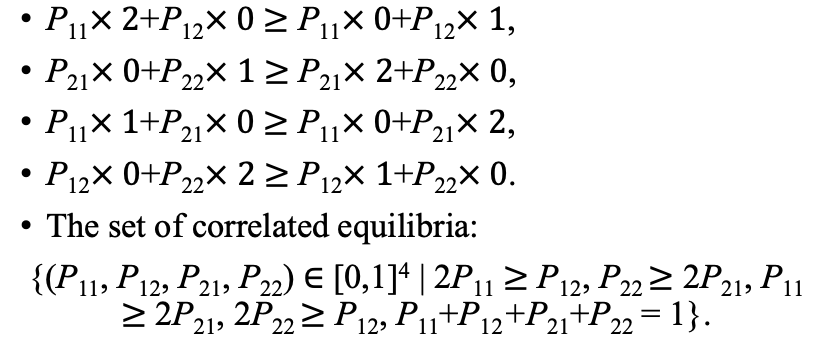 • P₁₁× 2+P₁₂× 0 ≥ P₁₁× 0+P₁₂× 1,
• P₂₁× 0+P₂₂× 1 ≥ P₂₁× 2+P₂₂× 0,
• P₁₁× 1+P₂₁× 0 ≥ P₁₁× 0+P₂₁× 2,
• P₁₂× 0+P₂₂× 2 ≥ P₁₂× 1+P₂₂× 0.
• The set of correlated equilibria:
{(P₁₁, P₁₂, P₂₁, P₂₂) ∈ [0,1]⁴ | 2P₁₁ ≥ P₁₂, P₂₂ ≥ 2P₂₁, P₁₁
≥ 2P₂₁, 2P₂₂ ≥ P₁₂, P₁₁+P₁₂+P₂₁+P₂₂ = 1}.